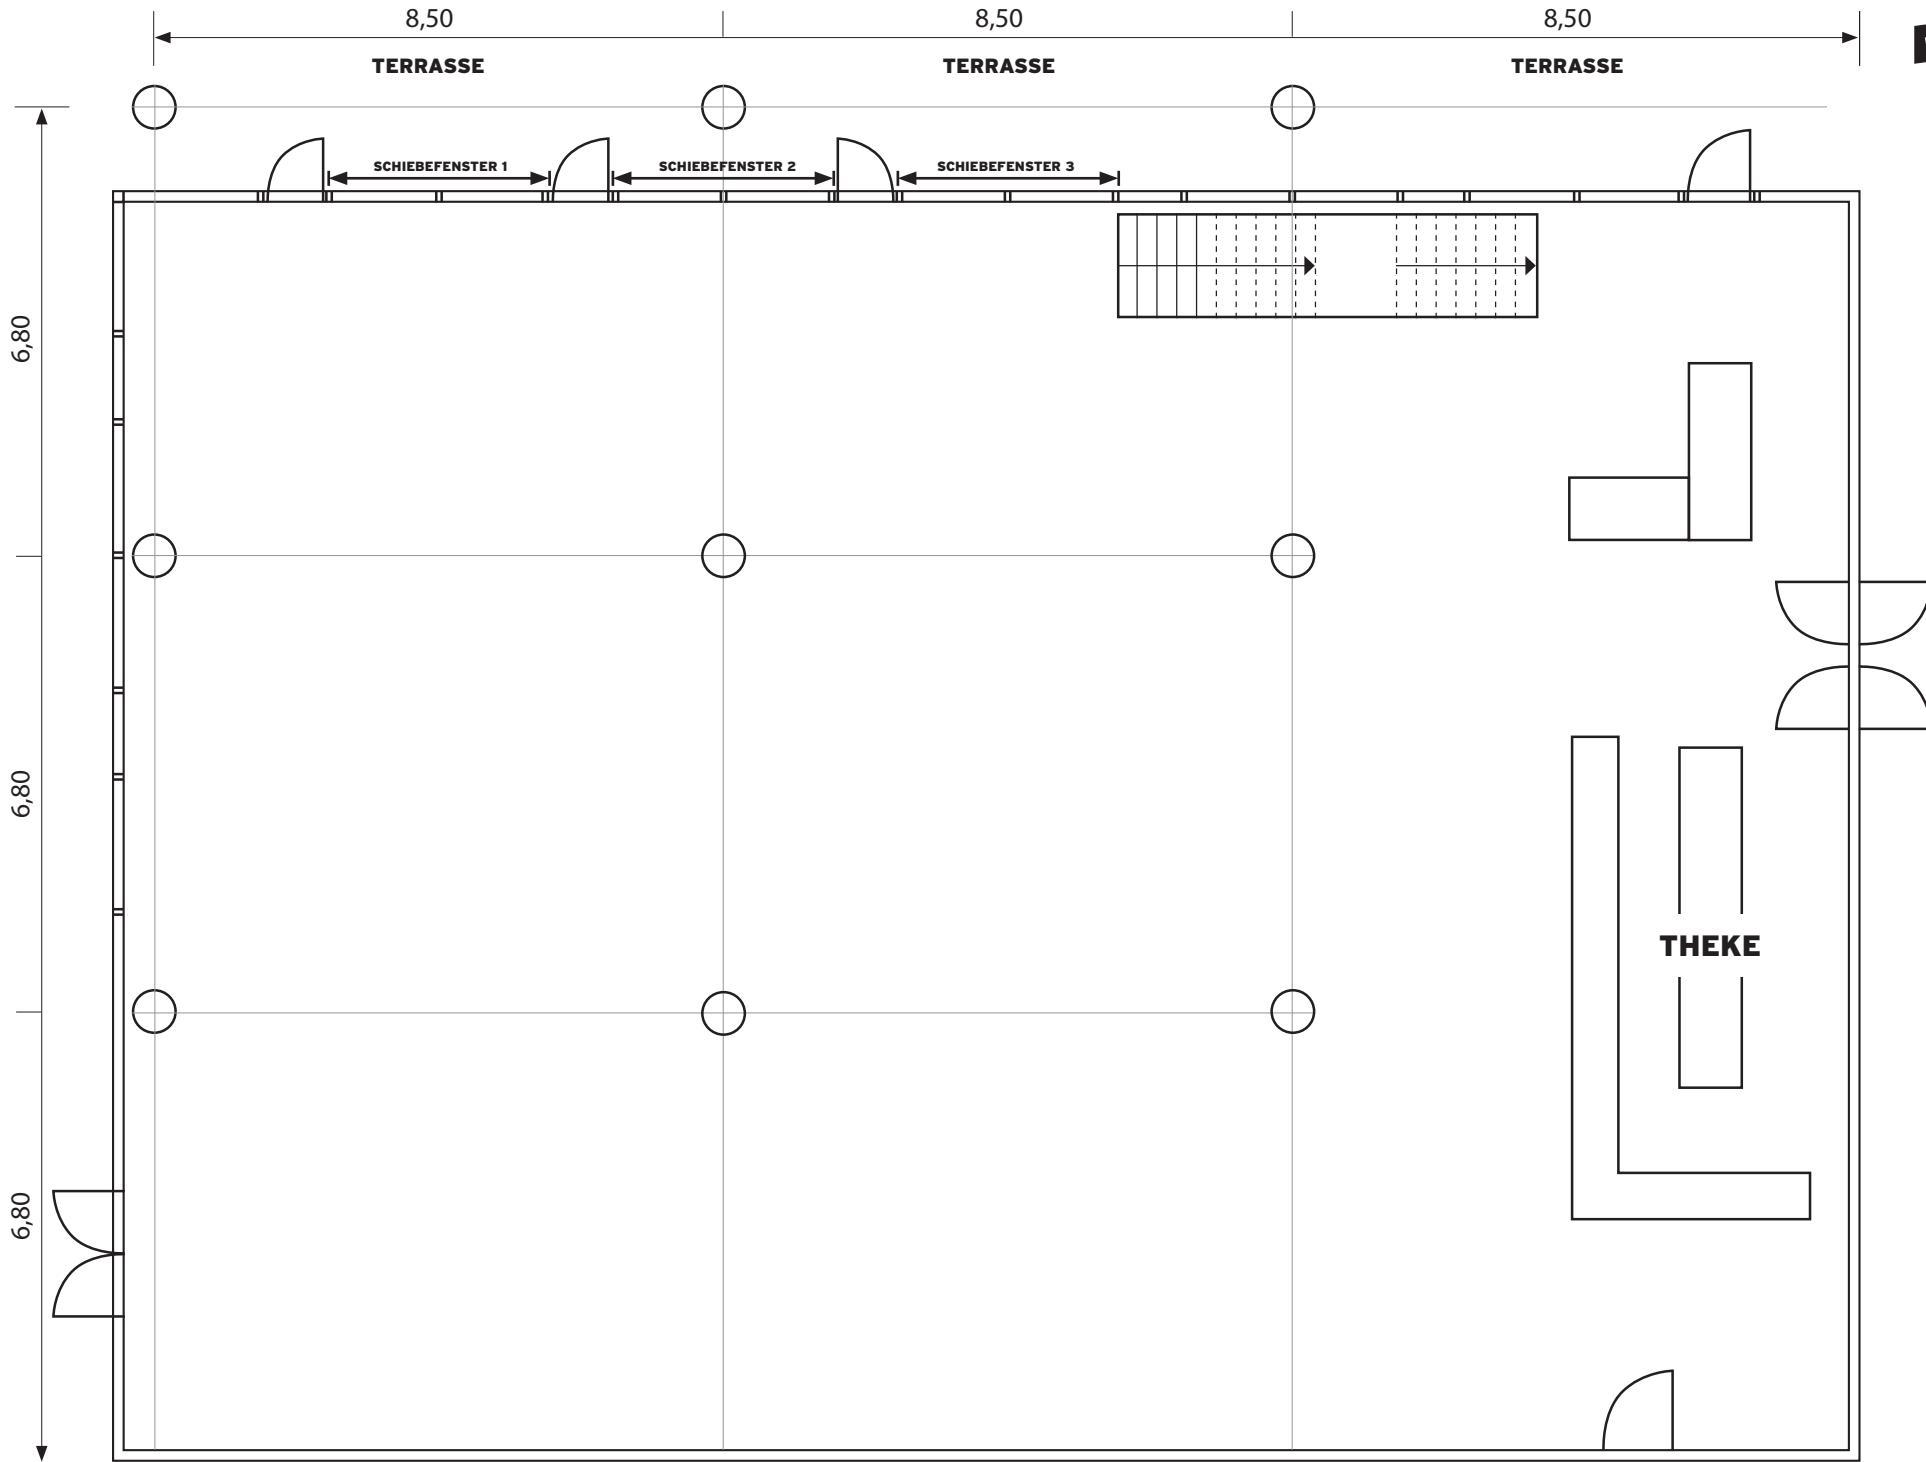 8,50 8,50 8,50
TERRASSE TERRASSE TERRASSE
SCHIEBEFENSTER 1 SCHIEBEFENSTER 2 SCHIEBEFENSTER 3
6,80
6,80
THEKE
6,80